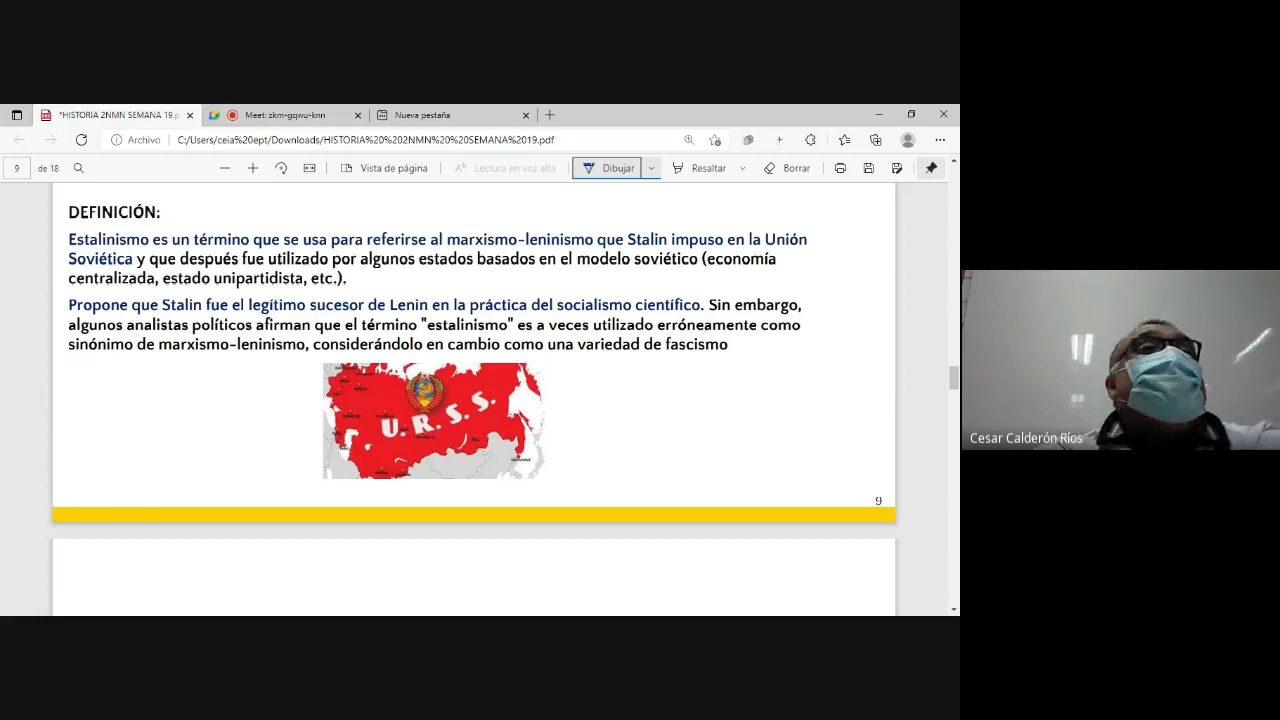 *HISTORIA 2NMN SEMANA 19.p
Meet: zkm-gqwu-knn
Nueva pestaña
Archivo
C:/Users/ceia%20ept/Downloads/HISTORIA%20%202NMN%20%20SEMANA%2019.pdf
9 de 18
Vista de página
Lectura en voz alta
Dibujar
Resaltar
Borrar
DEFINICIÓN:
Estalinismo es un término que se usa para referirse al marxismo-leninismo que Stalin impuso en la Unión
Soviética y que después fue utilizado por algunos estados basados en el modelo soviético (economía
centralizada, estado unipartidista, etc.).
Propone que Stalin fue el legítimo sucesor de Lenin en la práctica del socialismo científico. Sin embargo,
algunos analistas políticos afirman que el término "estalinismo" es a veces utilizado erróneamente como
sinónimo de marxismo-leninismo, considerándolo en cambio como una variedad de fascismo
U. R. S. S.
9
Cesar Calderón Ríos